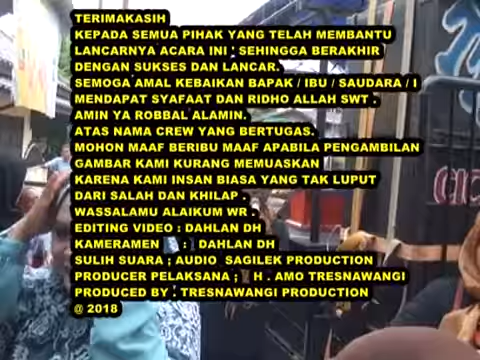 TERIMAKASIH
KEPADA SEMUA PIHAK YANG TELAH MEMBANTU
LANCARNYA ACARA INI ' SEHINGGA BERAKHIR
DENGAN SUKSES DAN LANCAR.
SEMOGA AMAL KEBAIKAN BAPAK / IBU / SAUDARA / I
MENDAPAT SYAFAAT DAN RIDHO ALLAH SWT .
AMIN YA ROBBAL ALAMIN.
ATAS NAMA CREW YANG BERTUGAS.
MOHON MAAF BERIBU MAAF APABILA PENGAMBILAN
GAMBAR KAMI KURANG MEMUASKAN
KARENA KAMI INSAN BIASA YANG TAK LUPUT
DARI SALAH DAN KHILAP .
WASSALAMU ALAIKUM WR .
EDITING VIDEO : DAHLAN DH
KAMERAMEN : DAHLAN DH
SULIH SUARA ; AUDIO SAGILEK PRODUCTION
PRODUCER PELAKSANA ; H . AMO TRESNAWANGI
PRODUCED BY . TRESNAWANGI PRODUCTION
@ 2018